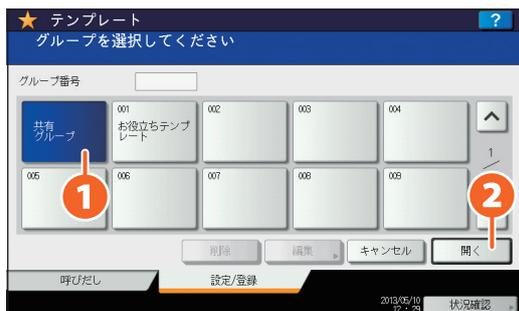 テンプレート
?
グループを選択してください
グループ番号
共有
グループ
001
お役立ちテンプ
レート
002
003
004
1
005
006
007
008
009
1
2
削除
編集
キャンセル
開く
呼びだし
設定/登録
2013/05/10
12:29
状況確認